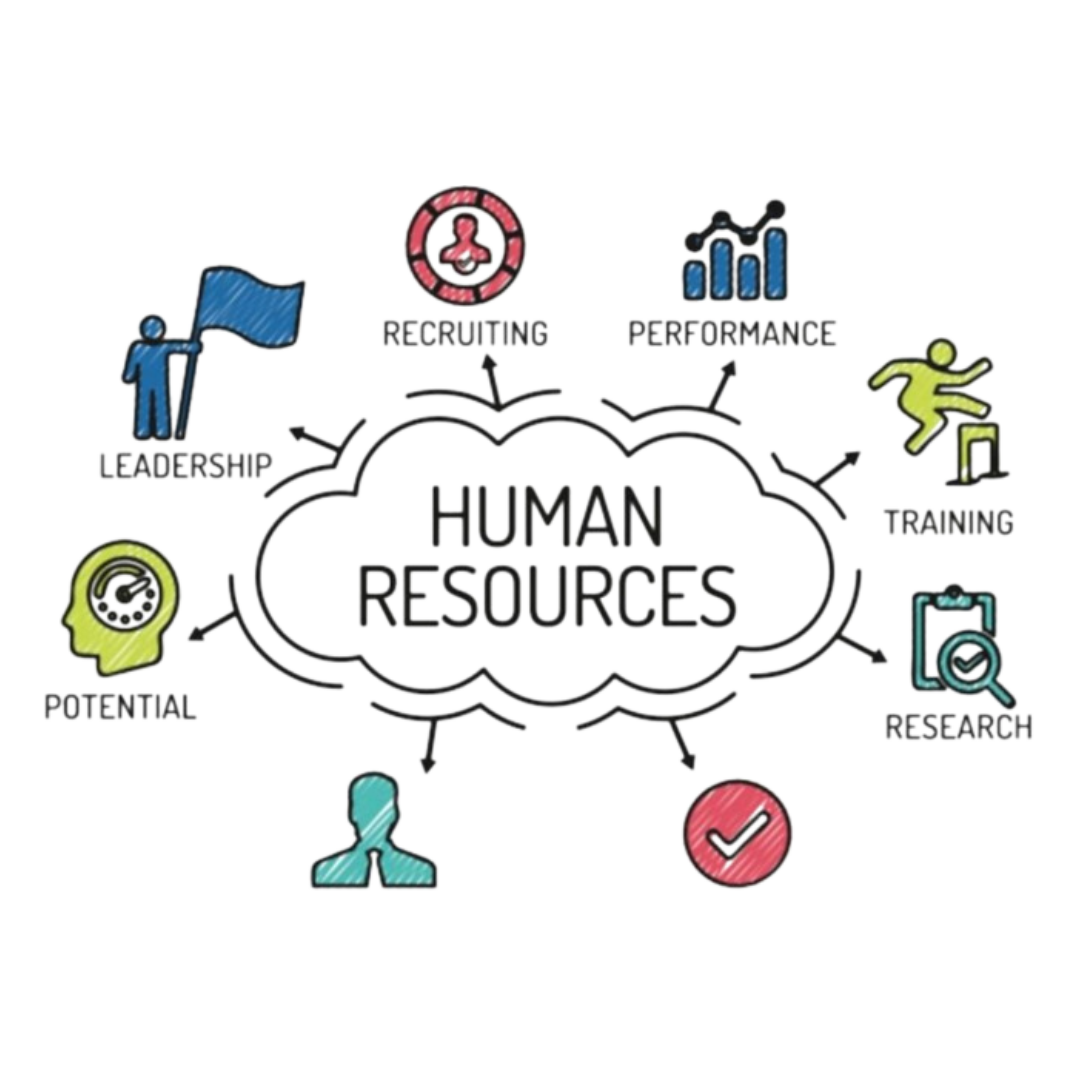 RECRUITING
PERFORMANCE
LEADERSHIP
TRAINING
HUMAN
RESOURCES
POTENTIAL
RESEARCH